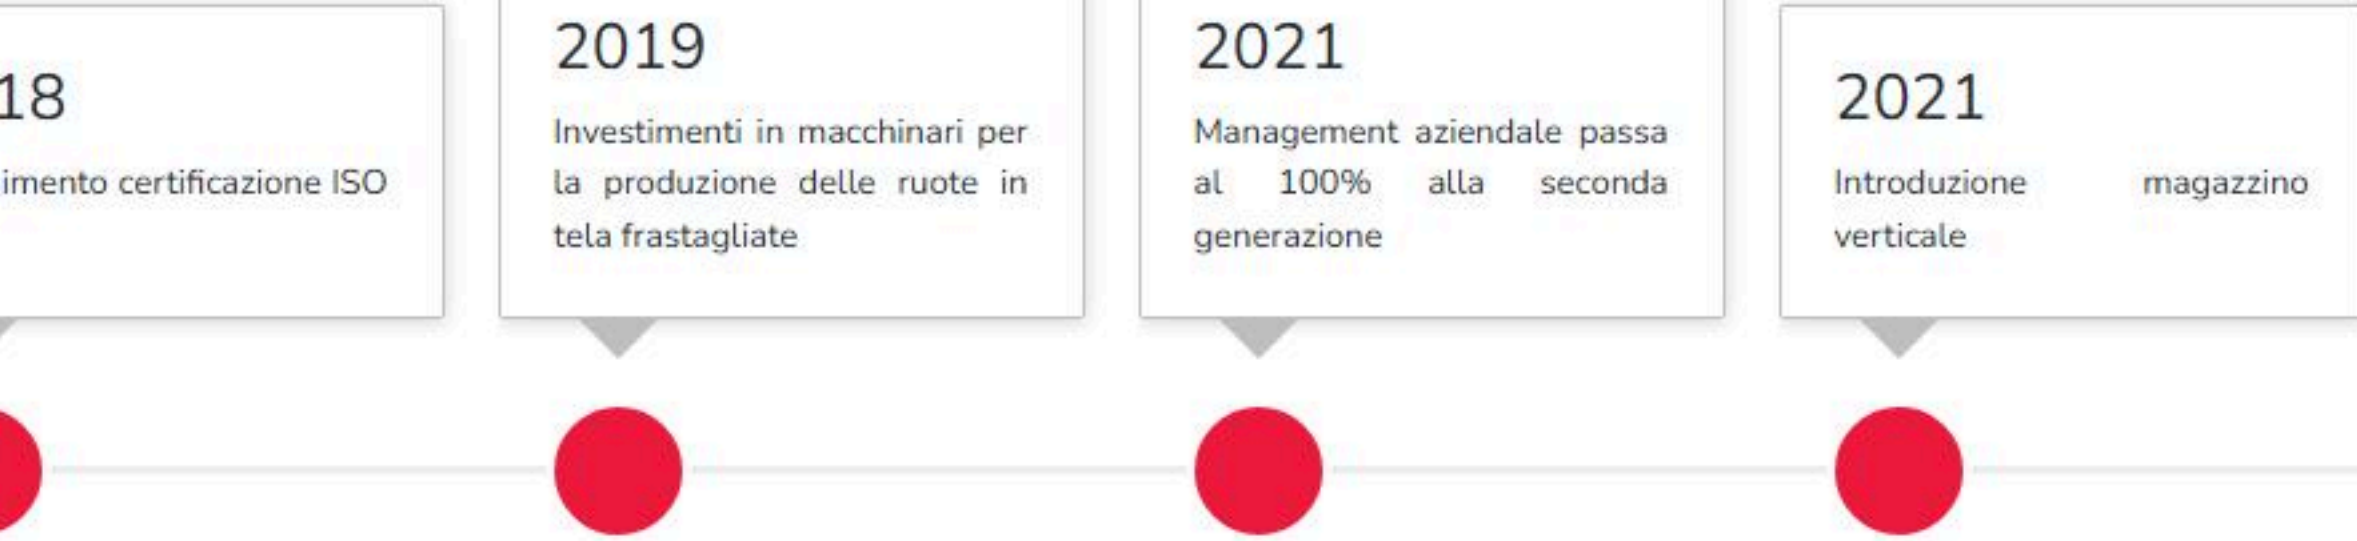 18
imento certificazione ISO
2019
Investimenti in macchinari per
la produzione delle ruote in
tela frastagliate
2021
Management aziendale passa
al 100% alla seconda
generazione
2021
Introduzione magazzino
verticale